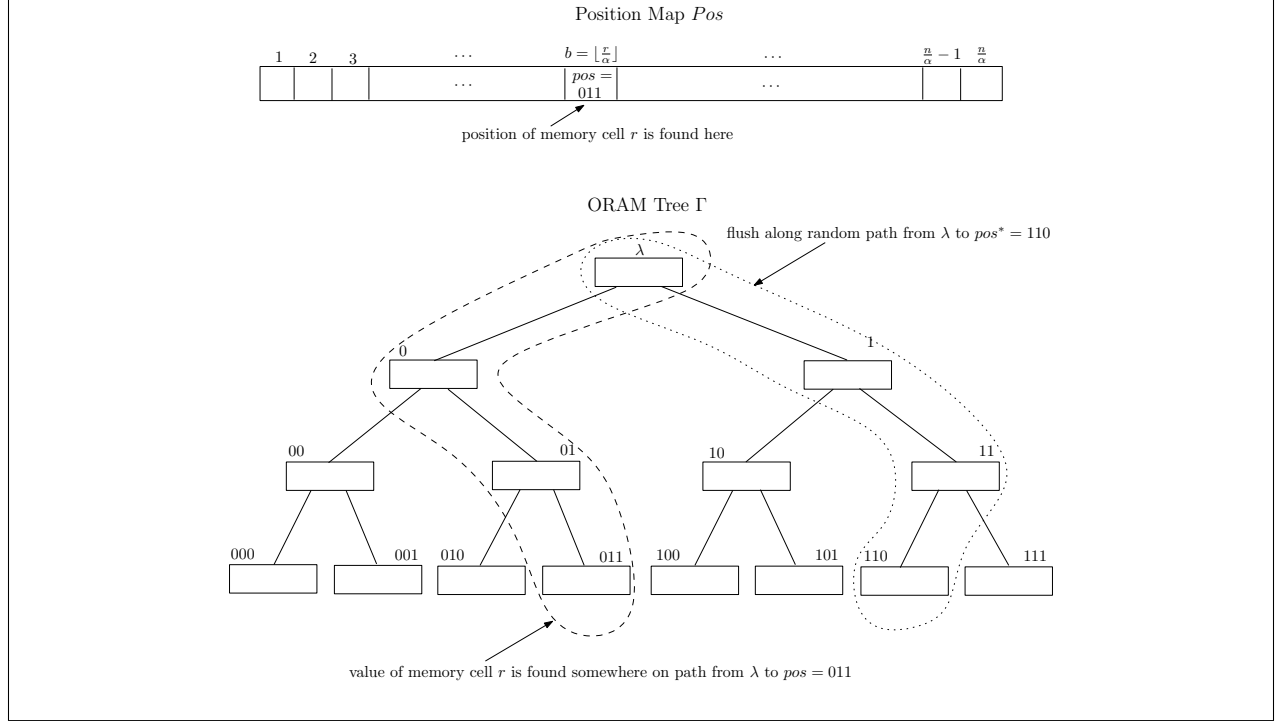 Position Map Pos
1 2 3 ... b = ⌊r/α⌋ ... n/α − 1 n/α
... pos = 011 ...
position of memory cell r is found here
ORAM Tree Γ
flush along random path from λ to pos* = 110
λ
0 1
00 01 10 11
000 001 010 011 100 101 110 111
value of memory cell r is found somewhere on path from λ to pos = 011